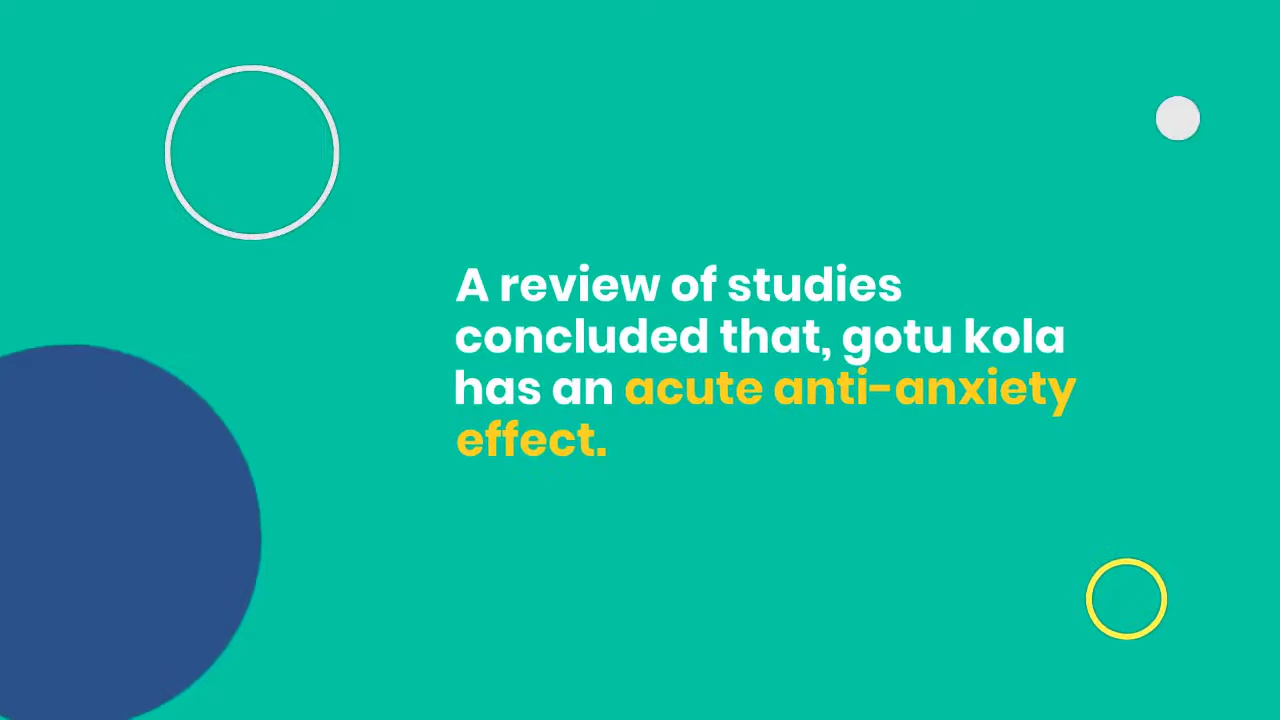 A review of studies
concluded that, gotu kola
has an acute anti-anxiety
effect.